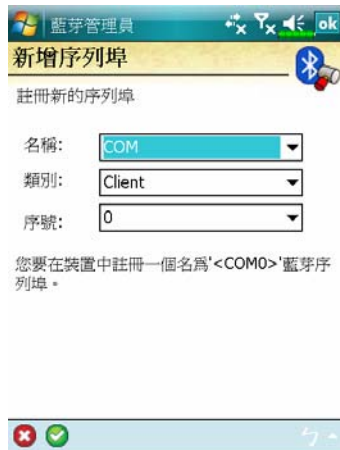 藍芽管理員 ok
新增序列埠
註冊新的序列埠
名稱: COM
類別: Client
序號: 0
您要在裝置中註冊一個名為'<COM0>'藍芽序
列埠。
ㄅ